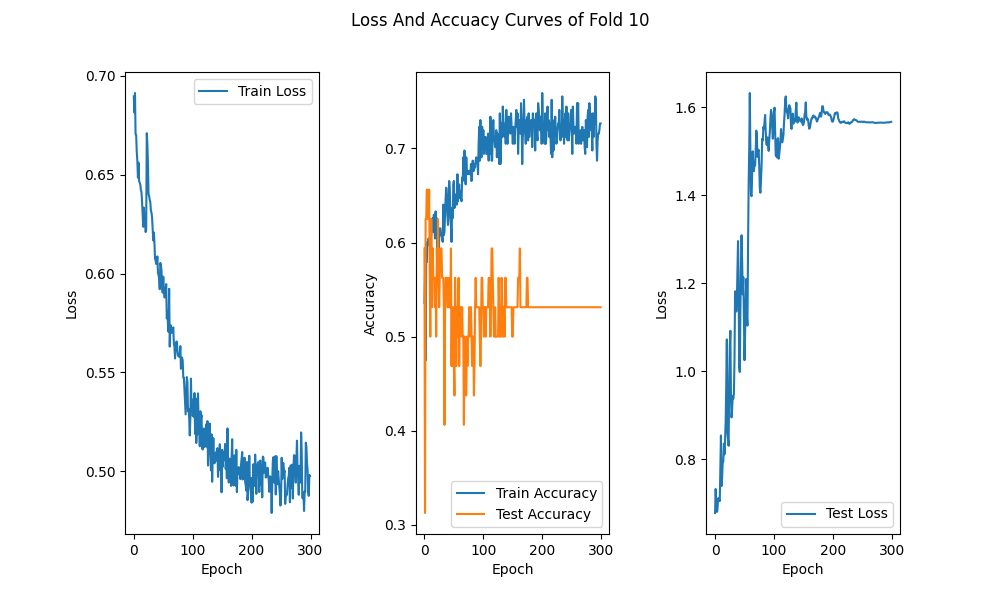 Loss And Accuacy Curves of Fold 10
0.70
0.65
0.60
0.55
0.50
Loss
0 100 200 300
Epoch
Train Loss
0.7
0.6
0.5
0.4
0.3
Accuracy
0 100 200 300
Epoch
Train Accuracy
Test Accuracy
1.6
1.4
1.2
1.0
0.8
Loss
0 100 200 300
Epoch
Test Loss